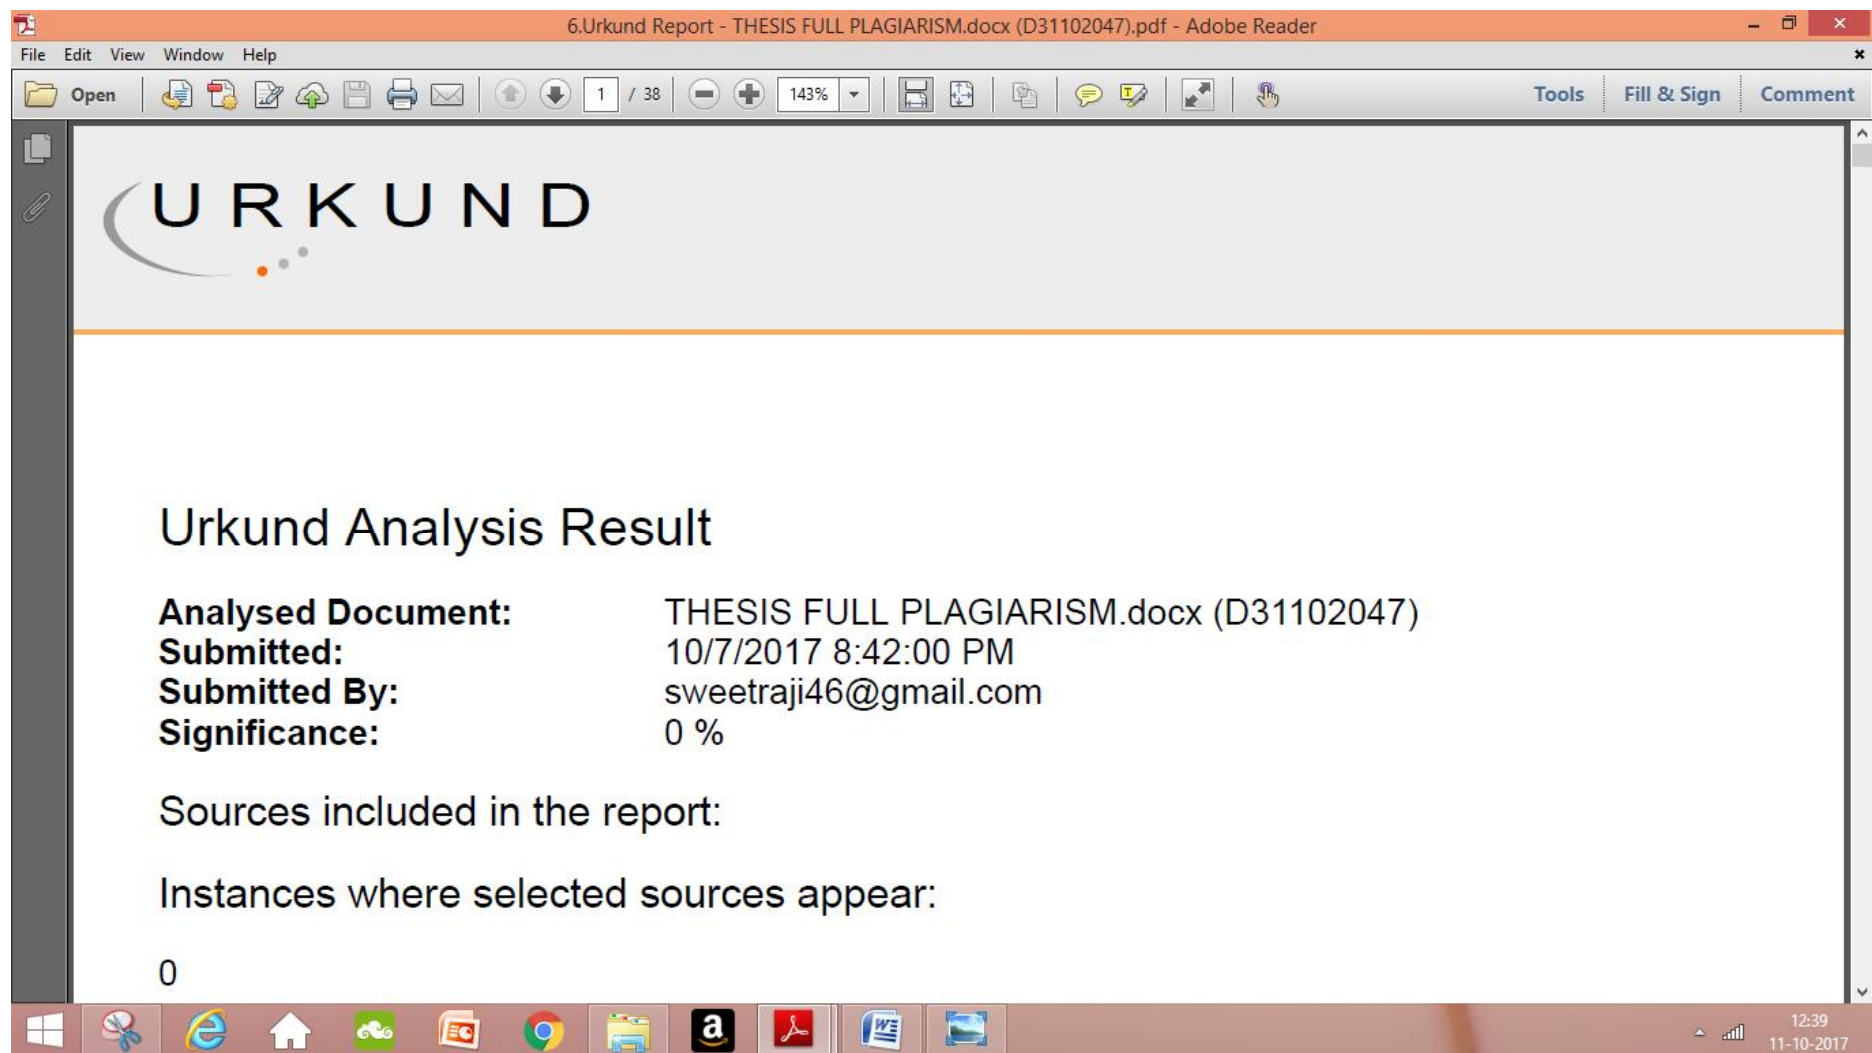 6.Urkund Report - THESIS FULL PLAGIARISM.docx (D31102047).pdf - Adobe Reader
File Edit View Window Help
Open 1 / 38 143% Tools Fill & Sign Comment
URKUND
Urkund Analysis Result
Analysed Document: THESIS FULL PLAGIARISM.docx (D31102047)
Submitted: 10/7/2017 8:42:00 PM
Submitted By: sweetraji46@gmail.com
Significance: 0 %
Sources included in the report:
Instances where selected sources appear:
0
12:39
11-10-2017